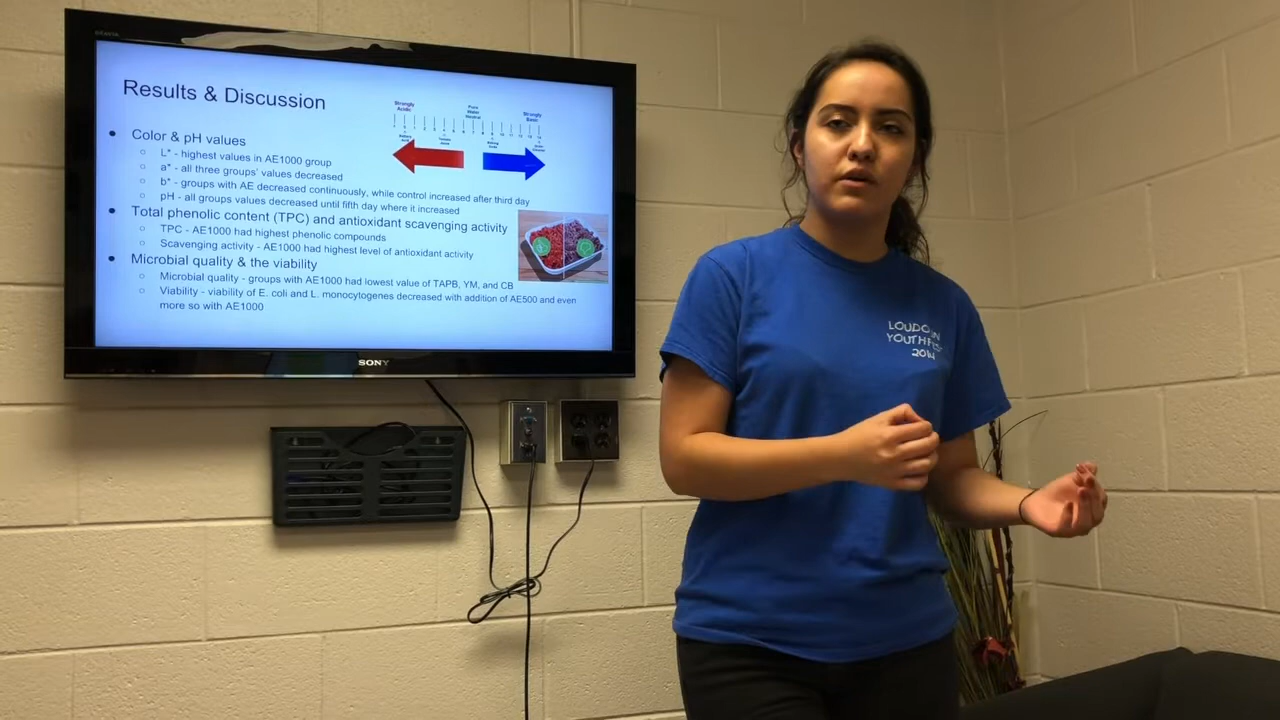 BRAVIA
Results & Discussion
Strongly
Acidic
Pure
Water
Neutral
Strongly
Basic
Color & pH values
L* - highest values in AE1000 group
a* - all three groups' values decreased
b* - groups with AE decreased continuously, while control increased after third day
pH - all groups values decreased until fifth day where it increased
Total phenolic content (TPC) and antioxidant scavenging activity
TPC - AE1000 had highest phenolic compounds
Scavenging activity - AE1000 had highest level of antioxidant activity
Microbial quality & the viability
Microbial quality - groups with AE1000 had lowest value of TAPB, YM, and CB
Viability - viability of E. coli and L. monocytogenes decreased with addition of AE500 and even
more so with AE1000
SONY
LOUDOUN
YOUTHFEST